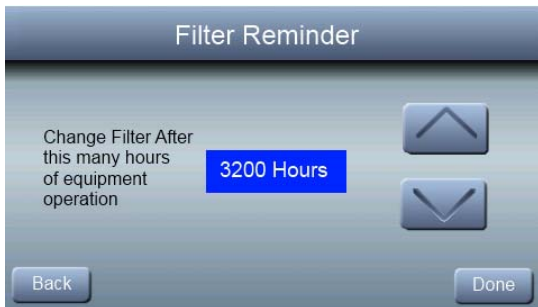 Filter Reminder
Change Filter After
this many hours
of equipment
operation
3200 Hours
Back
Done